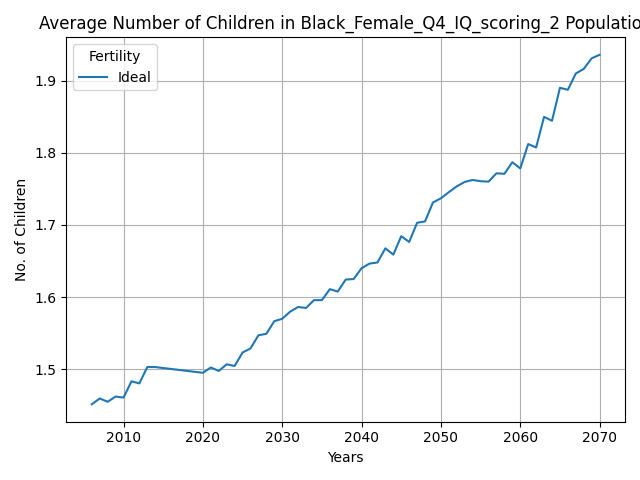 Average Number of Children in Black_Female_Q4_IQ_scoring_2 Populatio
Fertility
Ideal
No. of Children
1.9
1.8
1.7
1.6
1.5
2010 2020 2030 2040 2050 2060 2070
Years